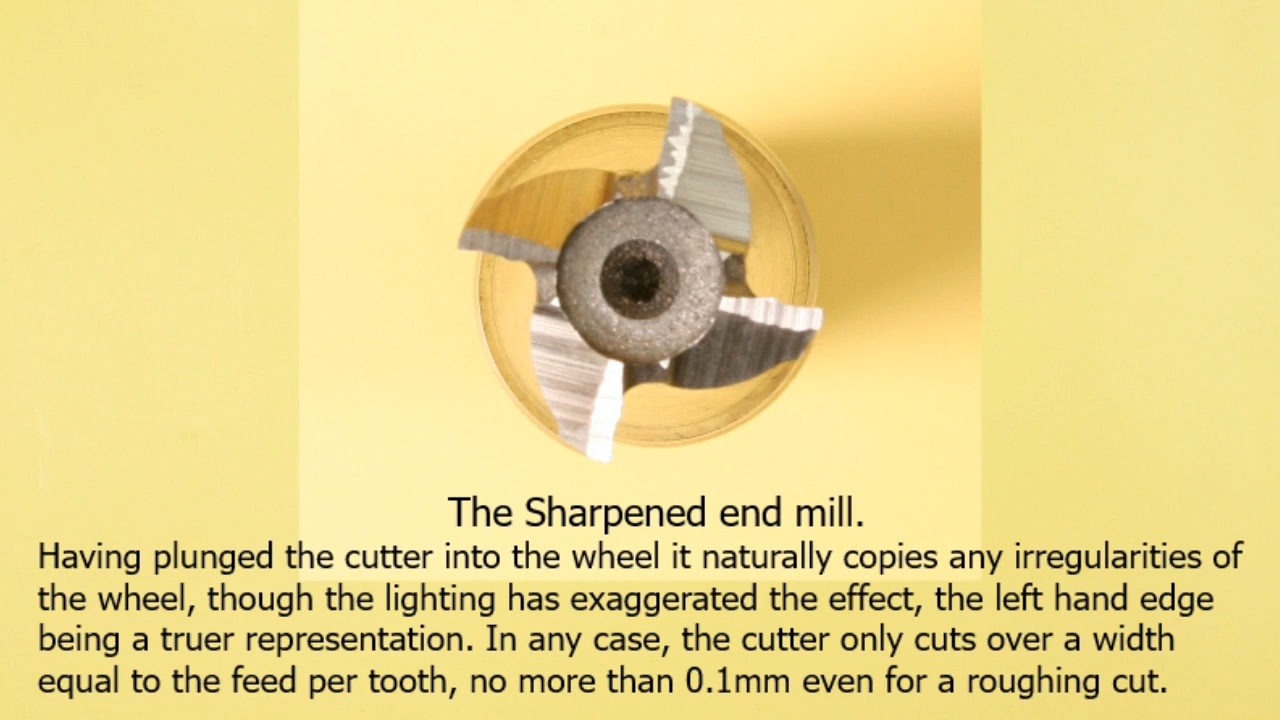 The Sharpened end mill.
Having plunged the cutter into the wheel it naturally copies any irregularities of
the wheel, though the lighting has exaggerated the effect, the left hand edge
being a truer representation. In any case, the cutter only cuts over a width
equal to the feed per tooth, no more than 0.1mm even for a roughing cut.